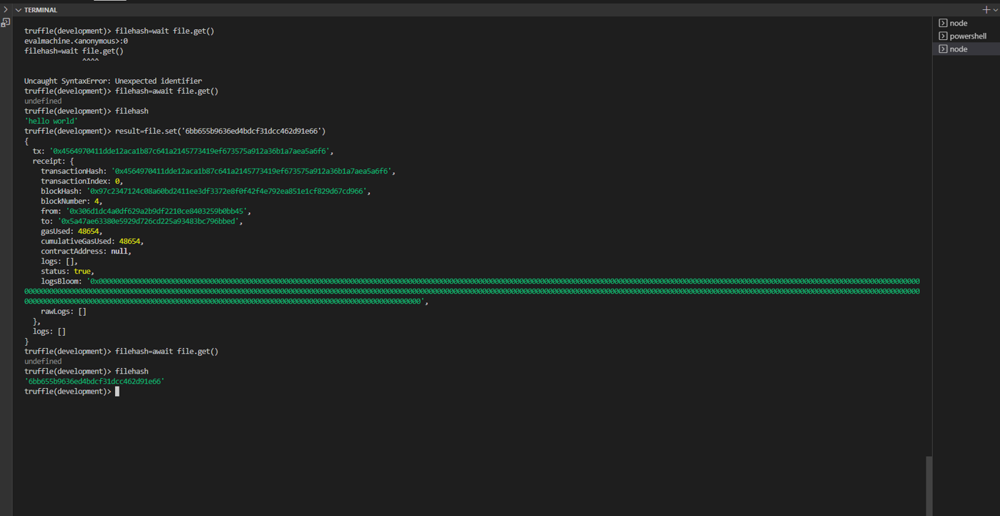 TERMINAL
truffle(development)> filehash=wait file.get()
evalmachine.<anonymous>:0
filehash=wait file.get()
^^^^
Uncaught SyntaxError: Unexpected identifier
truffle(development)> filehash=await file.get()
undefined
truffle(development)> filehash
'hello world'
truffle(development)> result=file.set('6bb655b9636ed4bdcf31dcc462d91e66')
{
tx: '0x4564970411dde12aca1b87c641a2145773419ef673575a912a36b1a7aea5a6f6',
receipt: {
transactionHash: '0x4564970411dde12aca1b87c641a2145773419ef673575a912a36b1a7aea5a6f6',
transactionIndex: 0,
blockHash: '0x97c2347124c08a60bd2411ee3df3372e8f0f42f4e792ea851e1cf829d67cd966',
blockNumber: 4,
from: '0x306d1dc4a0df629a2b9df2210ce8403259b0bb45',
to: '0x5a47ae63380e5929d726cd225a93483bc796bbed',
gasUsed: 48654,
cumulativeGasUsed: 48654,
contractAddress: null,
logs: [],
status: true,
logsBloom:
rawLogs: []
},
logs: []
}
truffle(development)> filehash=await file.get()
undefined
truffle(development)> filehash
'6bb655b9636ed4bdcf31dcc462d91e66'
truffle(development)>
node
powershell
node